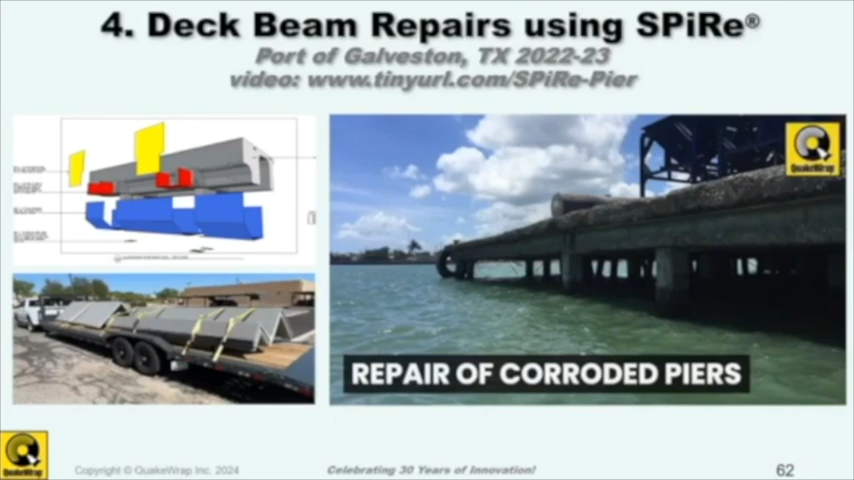 4. Deck Beam Repairs using SPiRe®
Port of Galveston, TX 2022-23
video: www.tinyurl.com/SPiRe-Pier
QuakeWrap
REPAIR OF CORRODED PIERS
QuakeWrap
Copyright © QuakeWrap Inc. 2024
Celebrating 30 Years of Innovation!
62